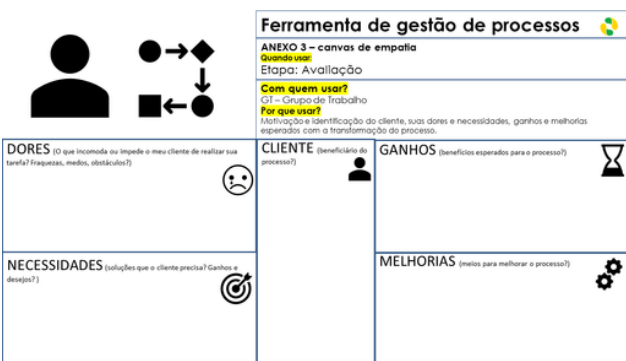 Ferramenta de gestão de processos
ANEXO 3 – canvas de empatia
Quando usar:
Etapa: Avaliação
Com quem usar?
GT – Grupo de Trabalho
Por que usar?
Motivação e identificação do cliente, suas dores e necessidades, ganhos e melhorias
esperados com a transformação do processo.
DORES (O que incomoda ou impede o meu cliente de realizar sua
tarefa? Fraquezas, medos, obstáculos?)
CLIENTE (beneficiário do
processo?)
GANHOS (benefícios esperados para o processo?)
NECESSIDADES (soluções que o cliente precisa? Ganhos e
desejos? )
MELHORIAS (meios para melhorar o processo?)